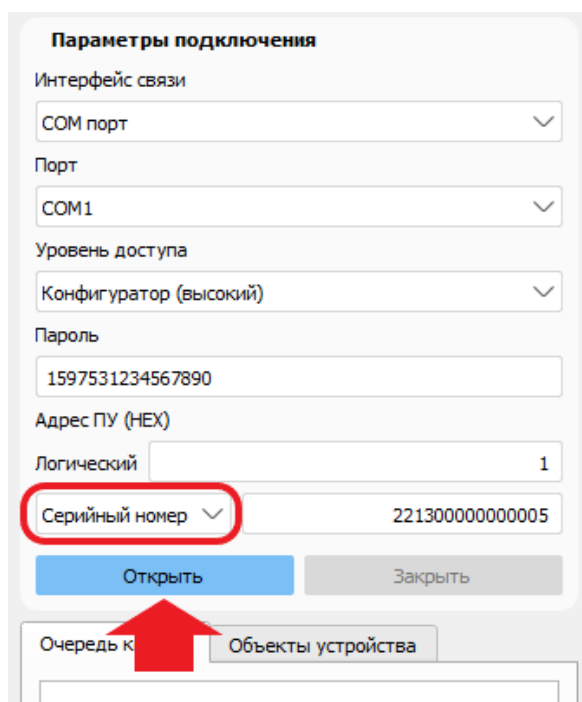 Параметры подключения
Интерфейс связи
COM порт
Порт
COM1
Уровень доступа
Конфигуратор (высокий)
Пароль
1597531234567890
Адрес ПУ (HEX)
Логический 1
Серийный номер 221300000000005
Открыть Закрыть
Очередь Объекты устройства